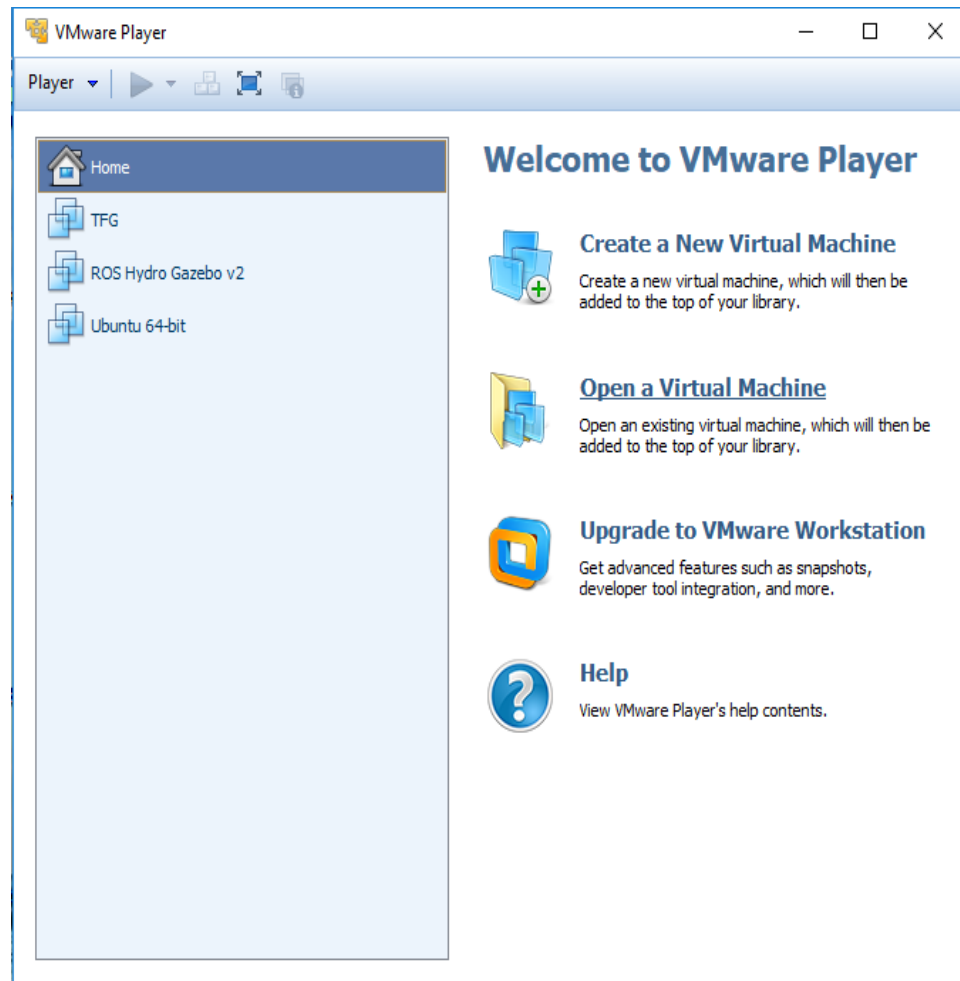 VMware Player
Player
Home
TFG
ROS Hydro Gazebo v2
Ubuntu 64-bit
Welcome to VMware Player
Create a New Virtual Machine
Create a new virtual machine, which will then be
added to the top of your library.
Open a Virtual Machine
Open an existing virtual machine, which will then be
added to the top of your library.
Upgrade to VMware Workstation
Get advanced features such as snapshots,
developer tool integration, and more.
Help
View VMware Player's help contents.